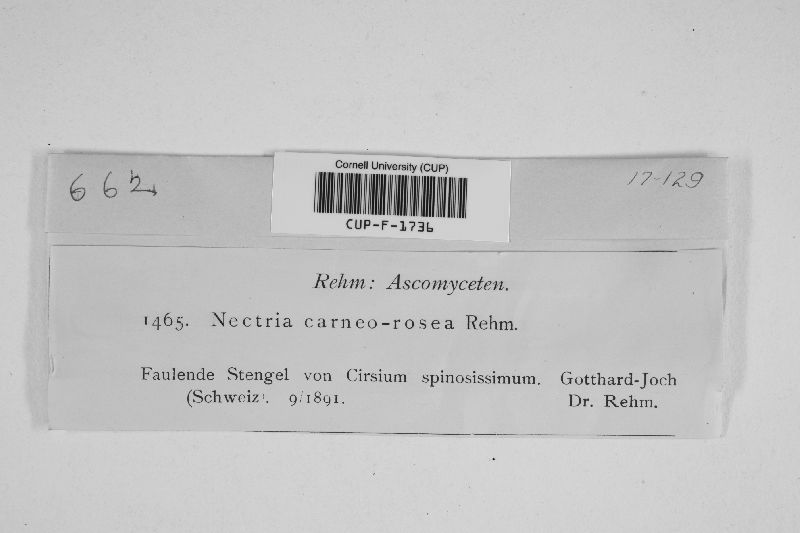 662
Cornell University (CUP)
CUP-F-1736
17-129
Rehm: Ascomyceten.
1465. Nectria carneo-rosea Rehm.
Faulende Stengel von Cirsium spinosissimum. Gotthard-Joch
(Schweiz). 9/1891. Dr. Rehm.